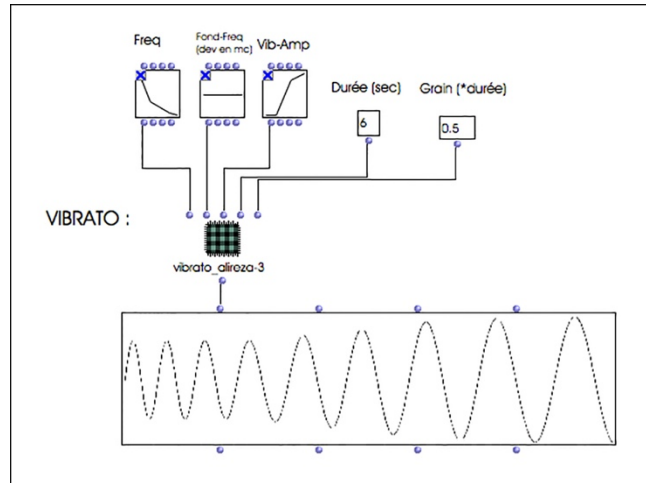 Freq
Fond-Freq
(dev en mc)
Vib-Amp
Durée (sec)
Grain (*durée)
6
0.5
VIBRATO :
vibrato_alireza-3